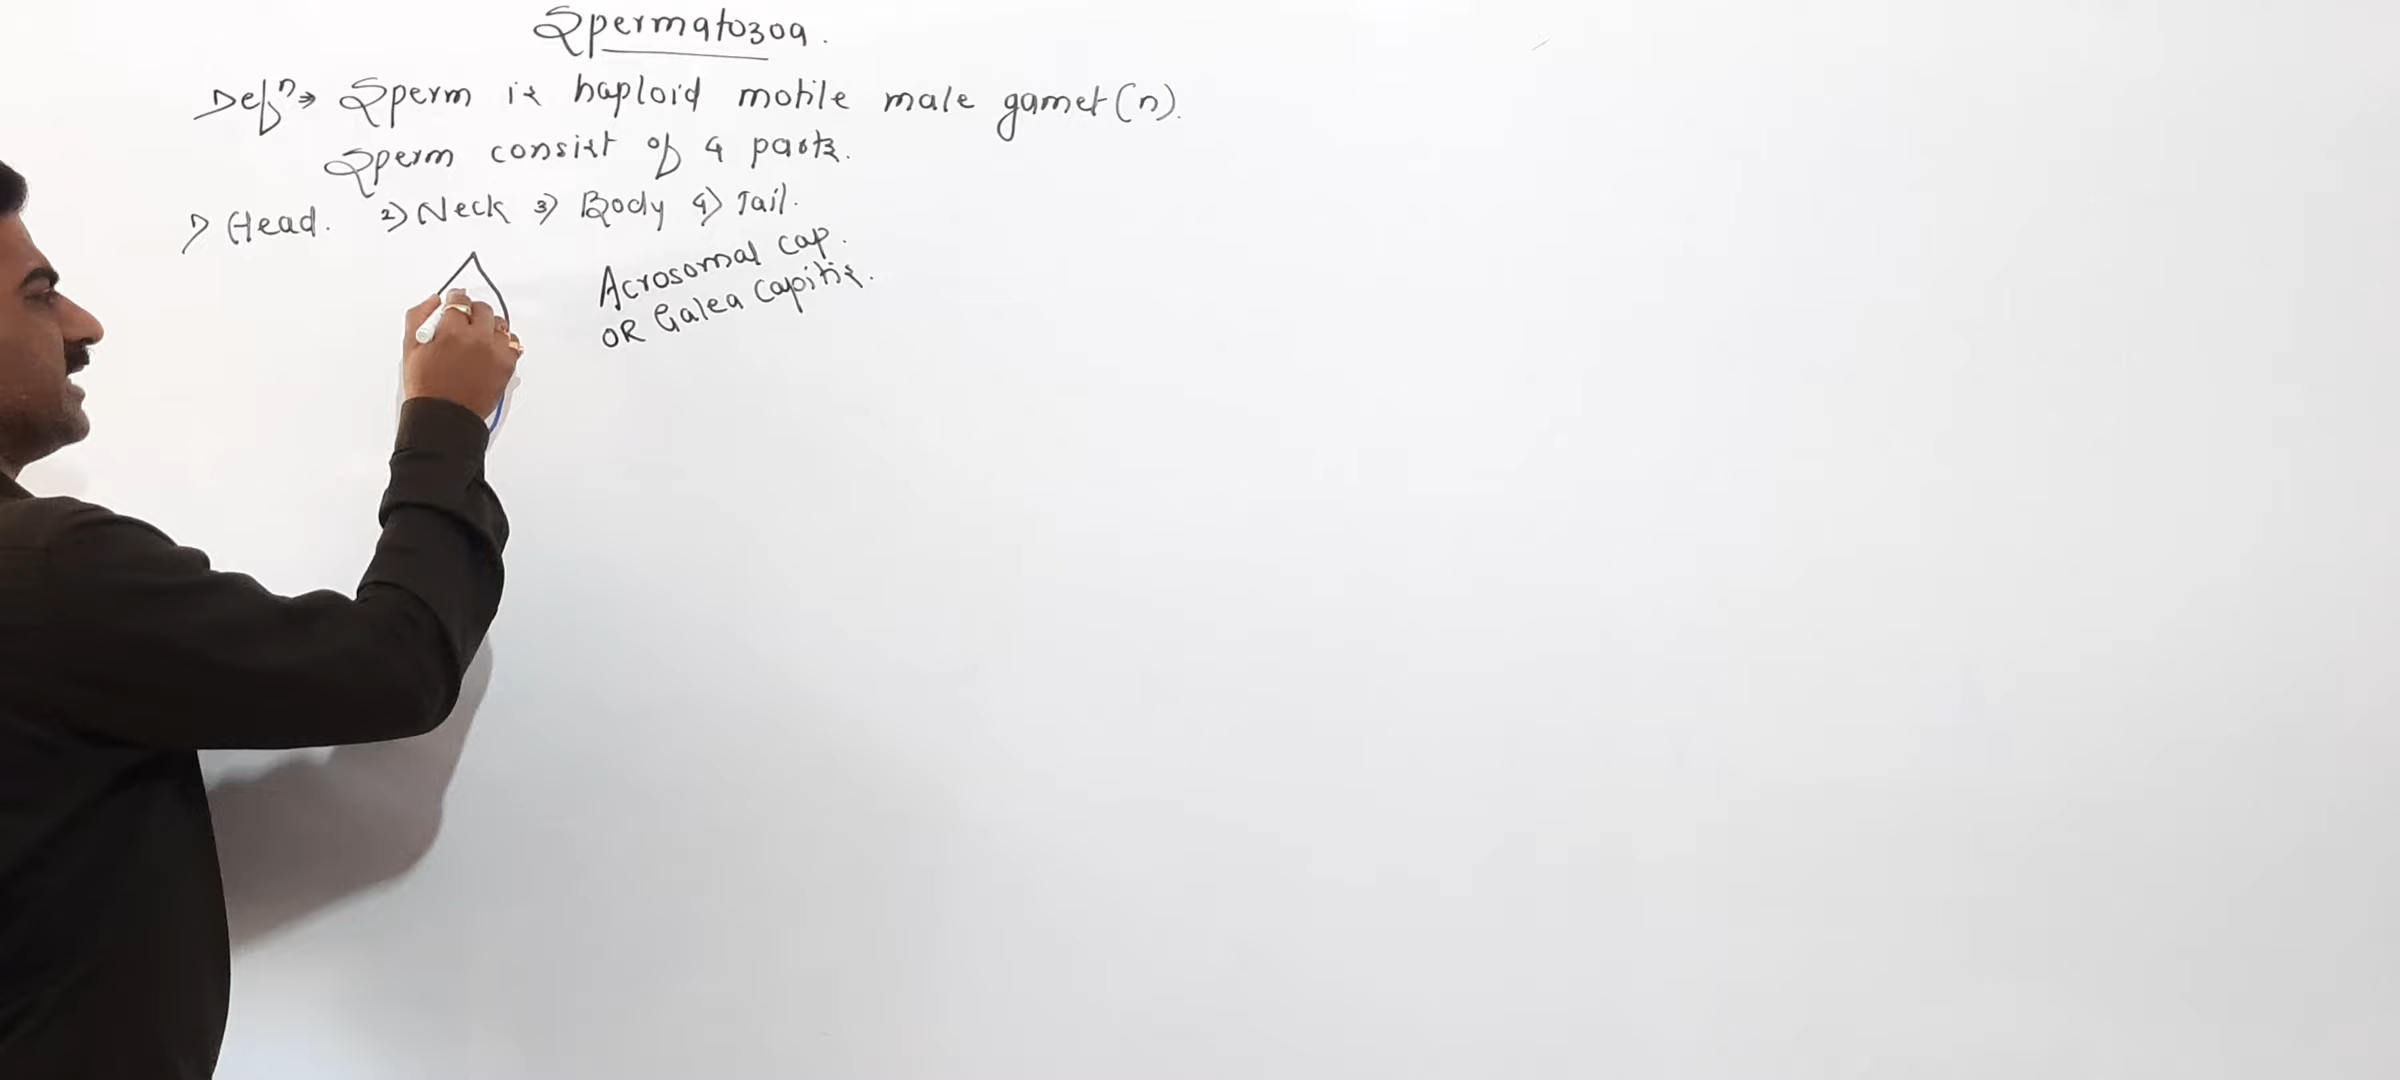 Spermatozoa.
Defn⇒ Sperm is haploid motile male gamet (n).
Sperm consist of 4 parts.
1) Head. 2) Neck 3) Body 4) Tail.
Acrosomal cap.
OR Galea capitis.